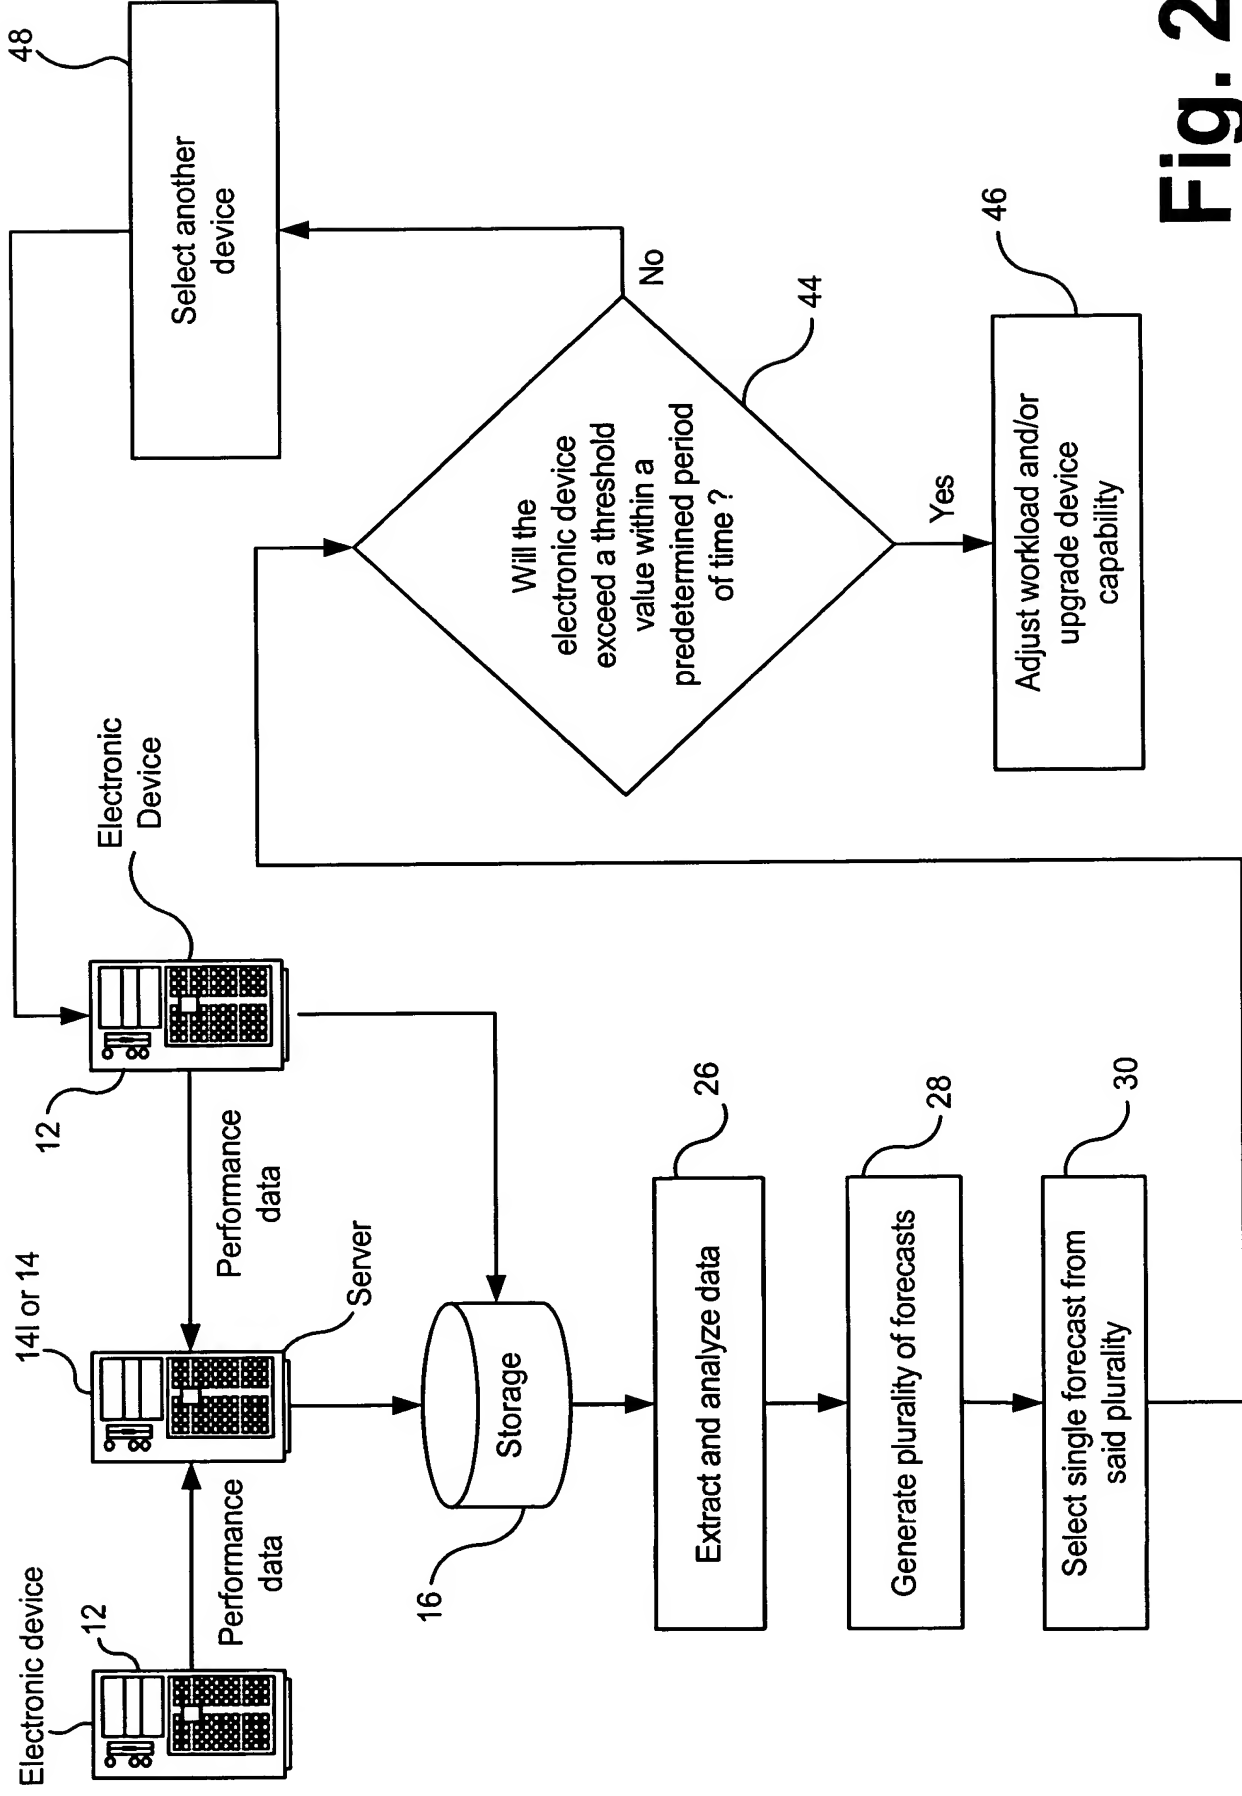 Electronic device
12
Performance
data
14I or 14
Server
Performance
data
12
Electronic
Device
16
Storage
Extract and analyze data
26
Generate plurality of forecasts
28
Select single forecast from
said plurality
30
Select another
device
48
Will the
electronic device
exceed a threshold
value within a
predetermined period
of time ?
No
44
Yes
Adjust workload and/or
upgrade device
capability
46
Fig. 2